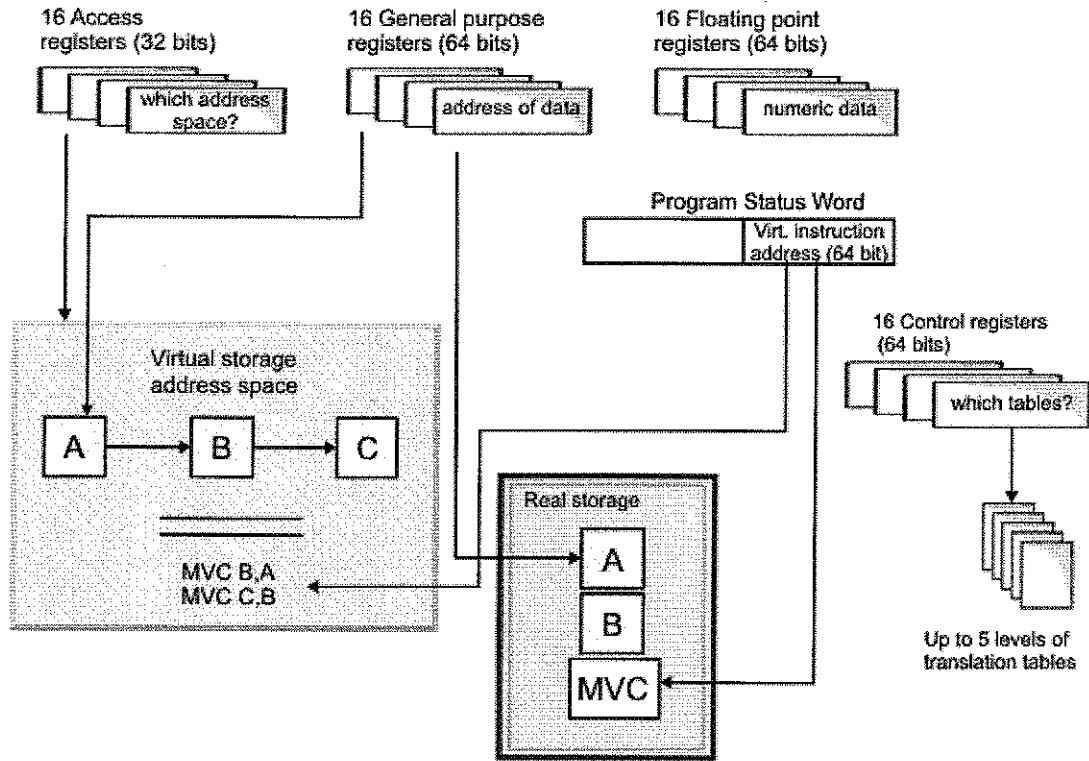 16 Access
registers (32 bits)
which address
space?
16 General purpose
registers (64 bits)
address of data
16 Floating point
registers (64 bits)
numeric data
Program Status Word
Virt. instruction
address (64 bit)
16 Control registers
(64 bits)
which tables?
Up to 5 levels of
translation tables
Virtual storage
address space
A
B
C
MVC B,A
MVC C,B
Real storage
A
B
MVC